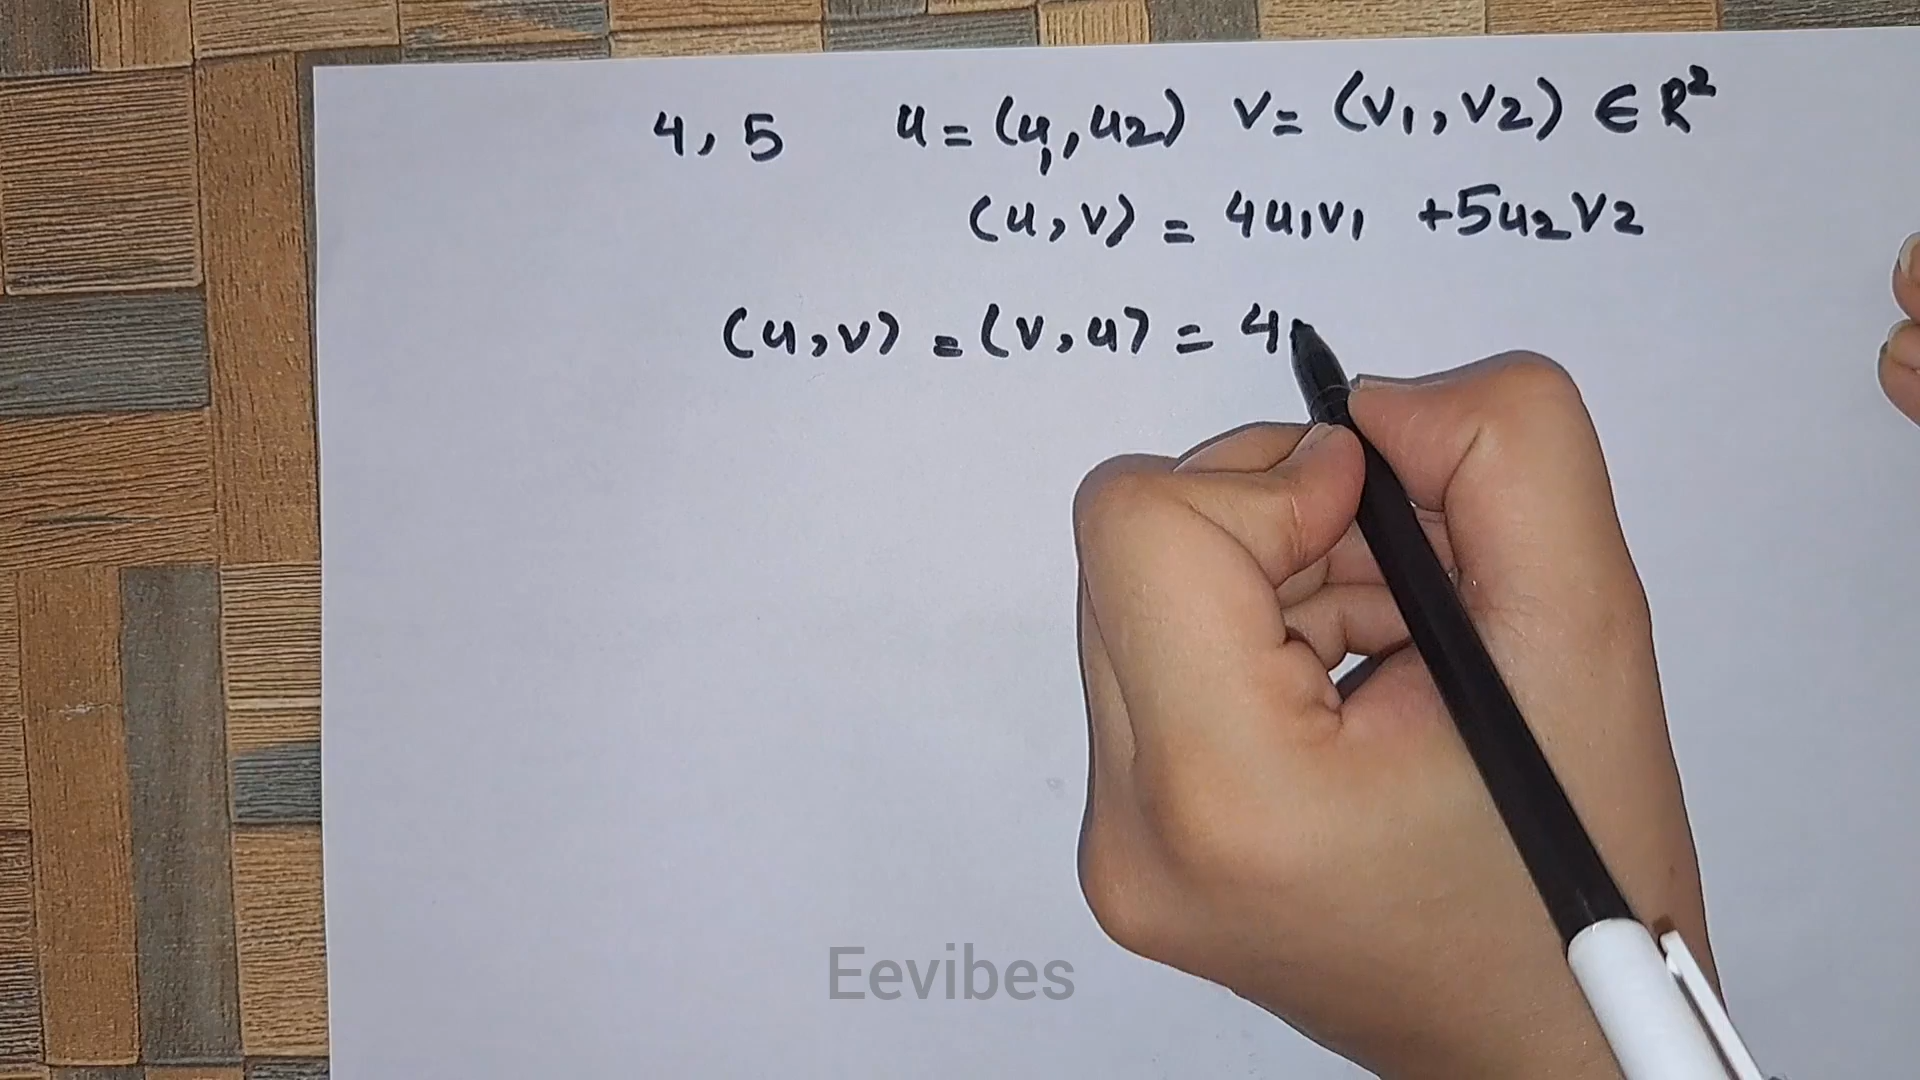 4, 5 u = (u₁, u2) v = (v₁, v2) ∈ R²
(u, v) = 4u₁v₁ + 5u₂v2
(u, v) = (v, u) = 4
Eevibes